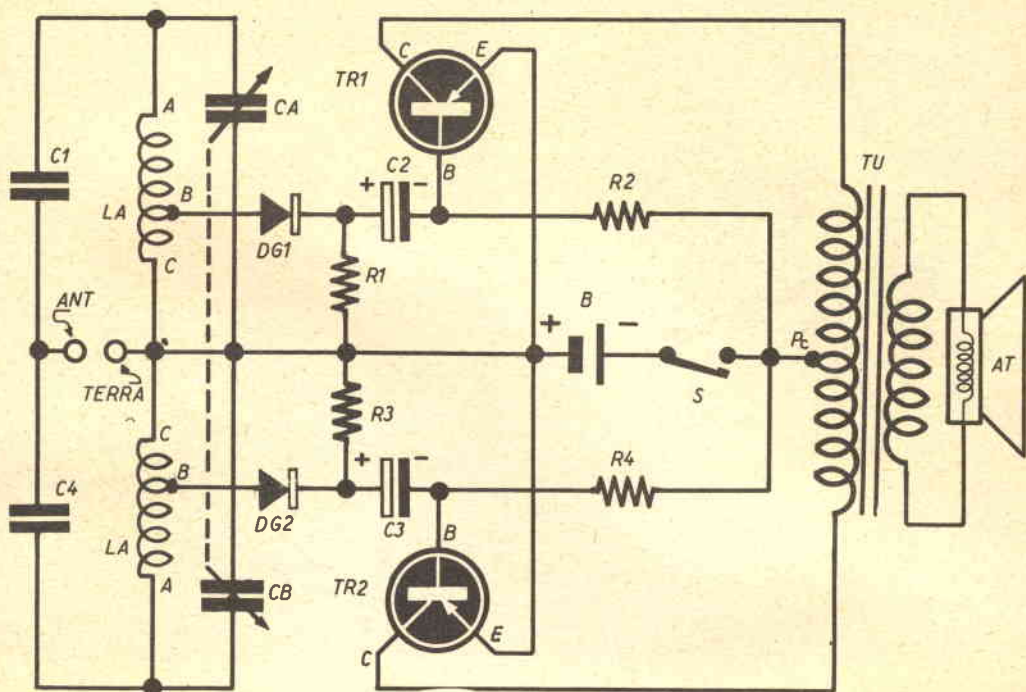 C
E
TR1
A
CA
C1
C2
TU
B
+
-
B
R2
LA
DG1
C
R1
B
ANT
+
-
Pc
AT
TERRA
S
R3
C
+
-
B
R4
C4
DG2
C3
B
LA
A
CB
TR2
E
C